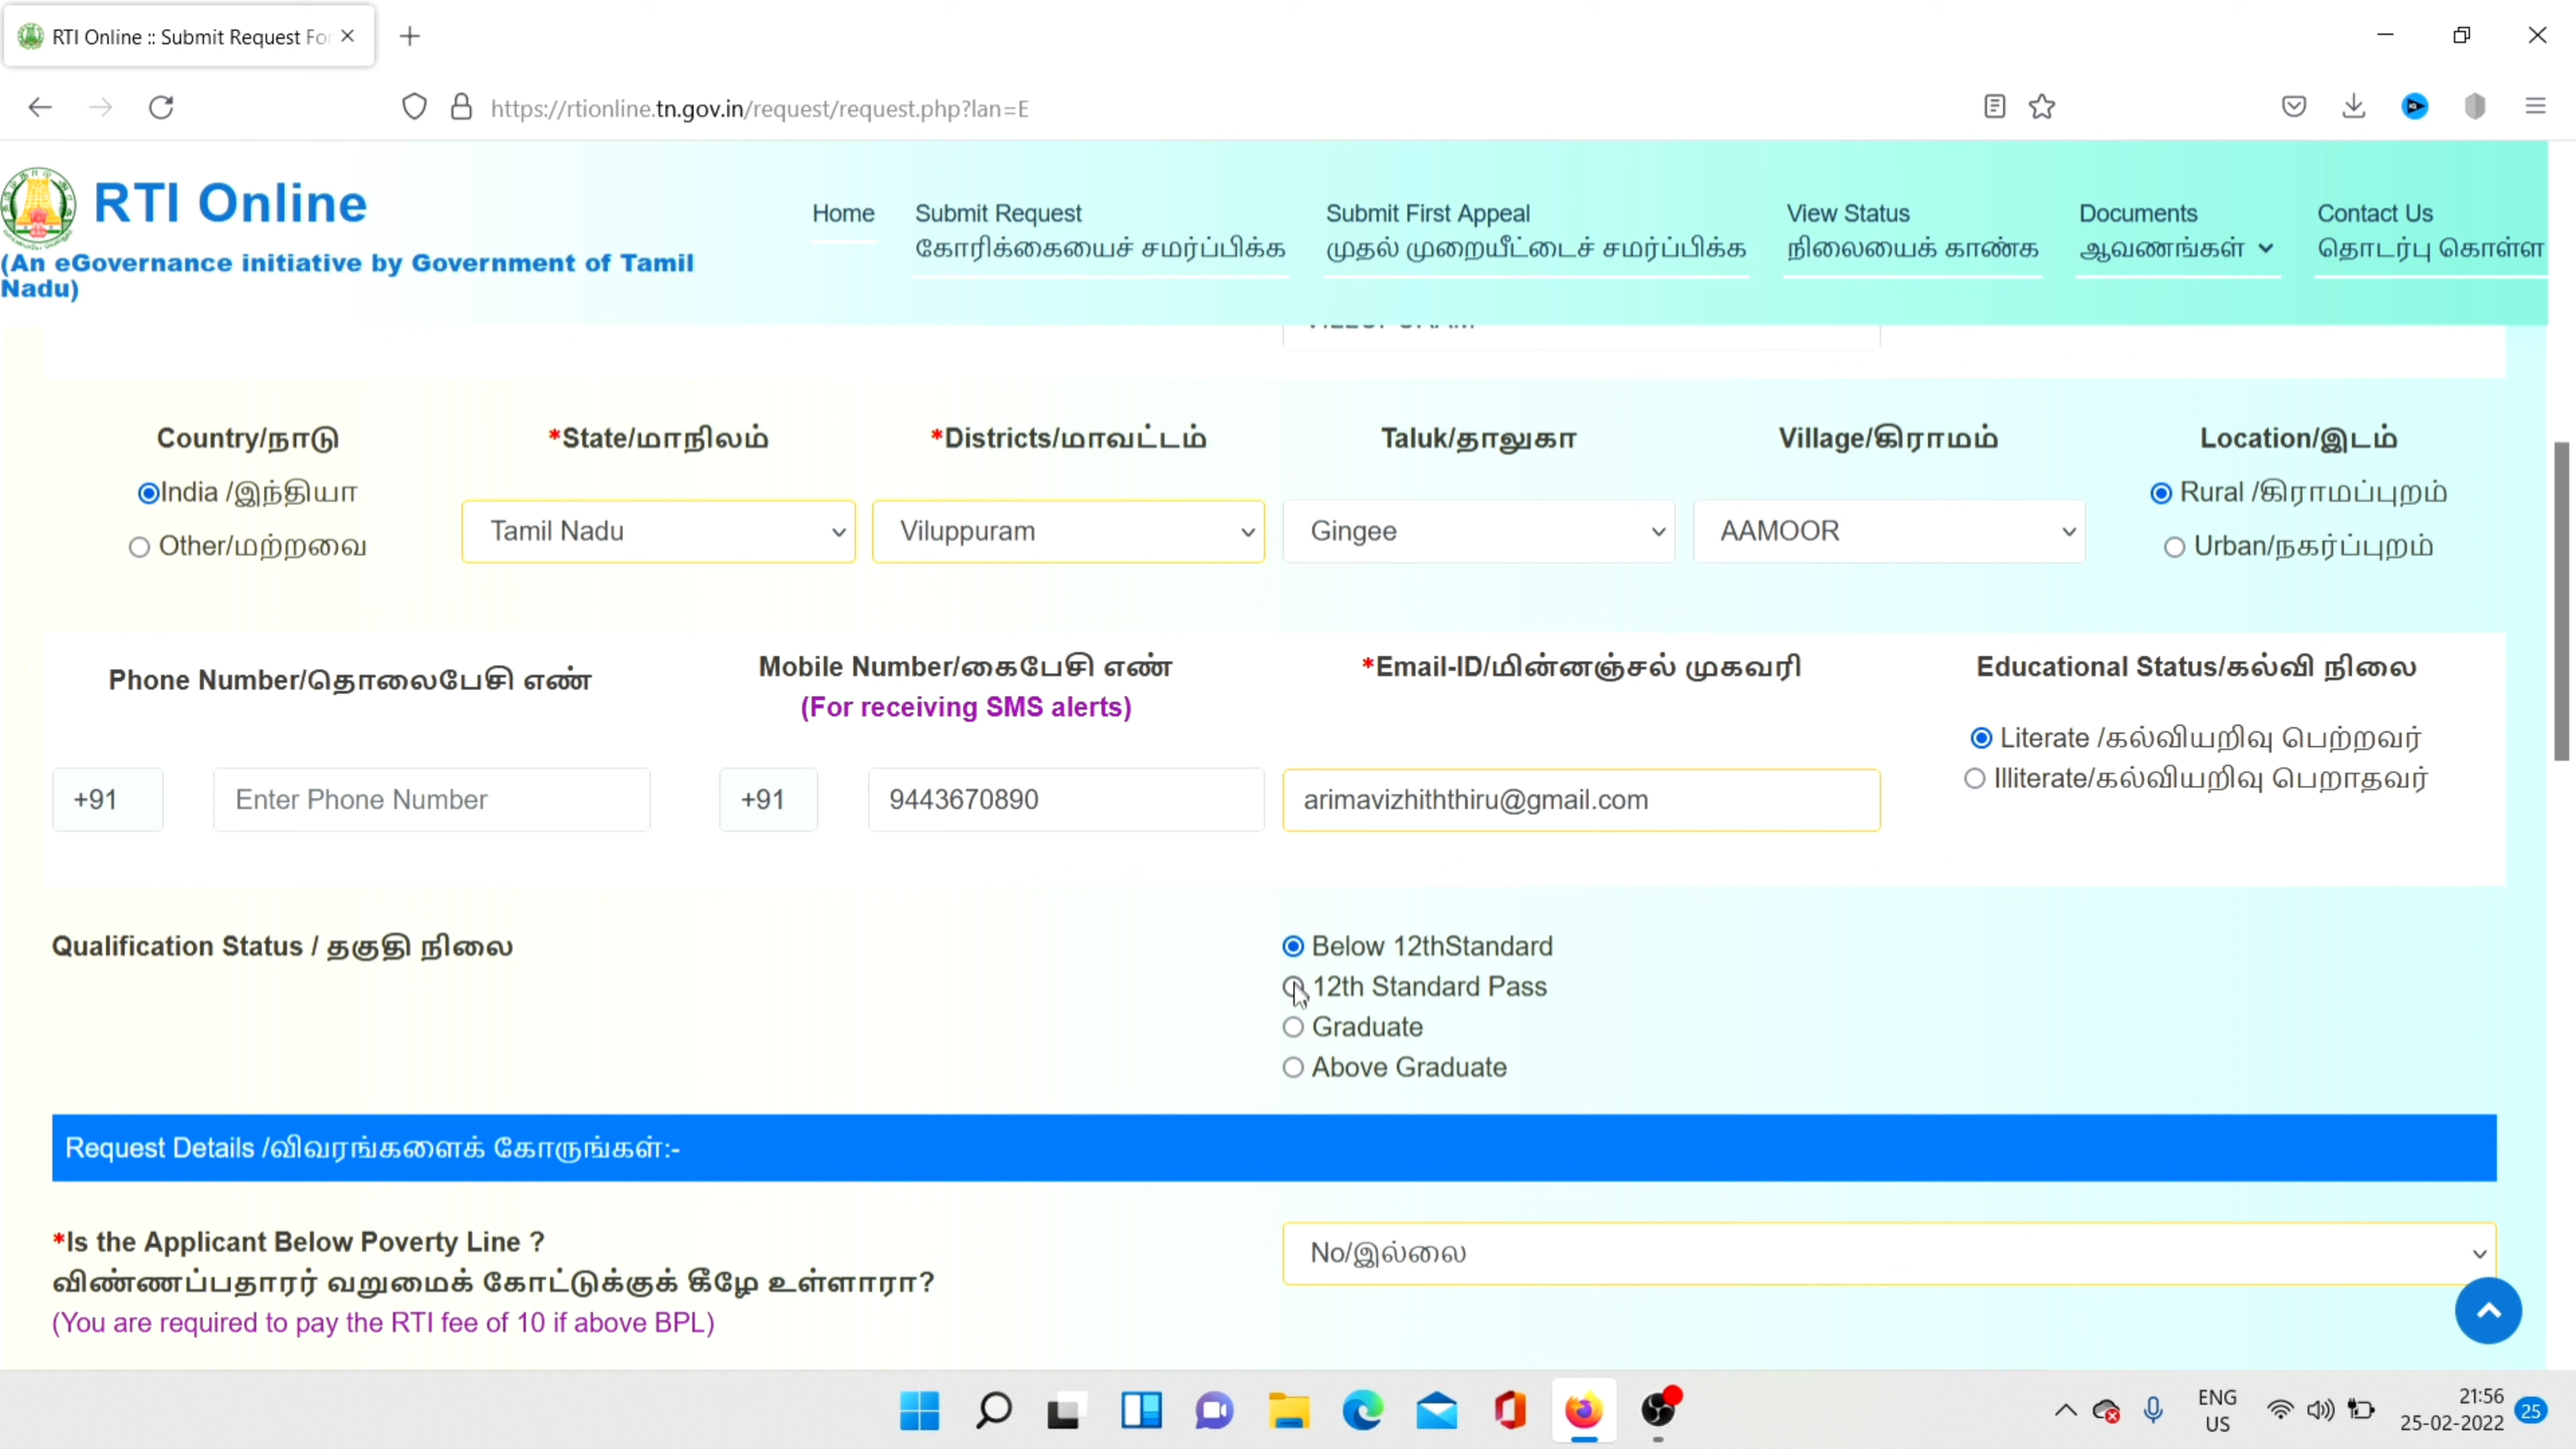 RTI Online :: Submit Request For
https://rtionline.tn.gov.in/request/request.php?lan=E
RTI Online
(An eGovernance initiative by Government of Tamil
Nadu)
Home
Submit Request
கோரிக்கையைச் சமர்ப்பிக்க
Submit First Appeal
முதல் முறையீட்டைச் சமர்ப்பிக்க
View Status
நிலையைக் காண்க
Documents
ஆவணங்கள்
Contact Us
தொடர்பு கொள்ள
Country/நாடு
India /இந்தியா
Other/மற்றவை
*State/மாநிலம்
Tamil Nadu
*Districts/மாவட்டம்
Viluppuram
Taluk/தாலுகா
Gingee
Village/கிராமம்
AAMOOR
Location/இடம்
Rural /கிராமப்புறம்
Urban/நகர்ப்புறம்
Phone Number/தொலைபேசி எண்
+91
Enter Phone Number
Mobile Number/கைபேசி எண்
(For receiving SMS alerts)
+91
9443670890
*Email-ID/மின்னஞ்சல் முகவரி
arimavizhiththiru@gmail.com
Educational Status/கல்வி நிலை
Literate /கல்வியறிவு பெற்றவர்
Illiterate/கல்வியறிவு பெறாதவர்
Qualification Status / தகுதி நிலை
Below 12thStandard
12th Standard Pass
Graduate
Above Graduate
Request Details /விவரங்களைக் கோருங்கள்:-
*Is the Applicant Below Poverty Line ?
விண்ணப்பதாரர் வறுமைக் கோட்டுக்குக் கீழே உள்ளாரா?
(You are required to pay the RTI fee of 10 if above BPL)
No/இல்லை
ENG
US
21:56
25-02-2022
25